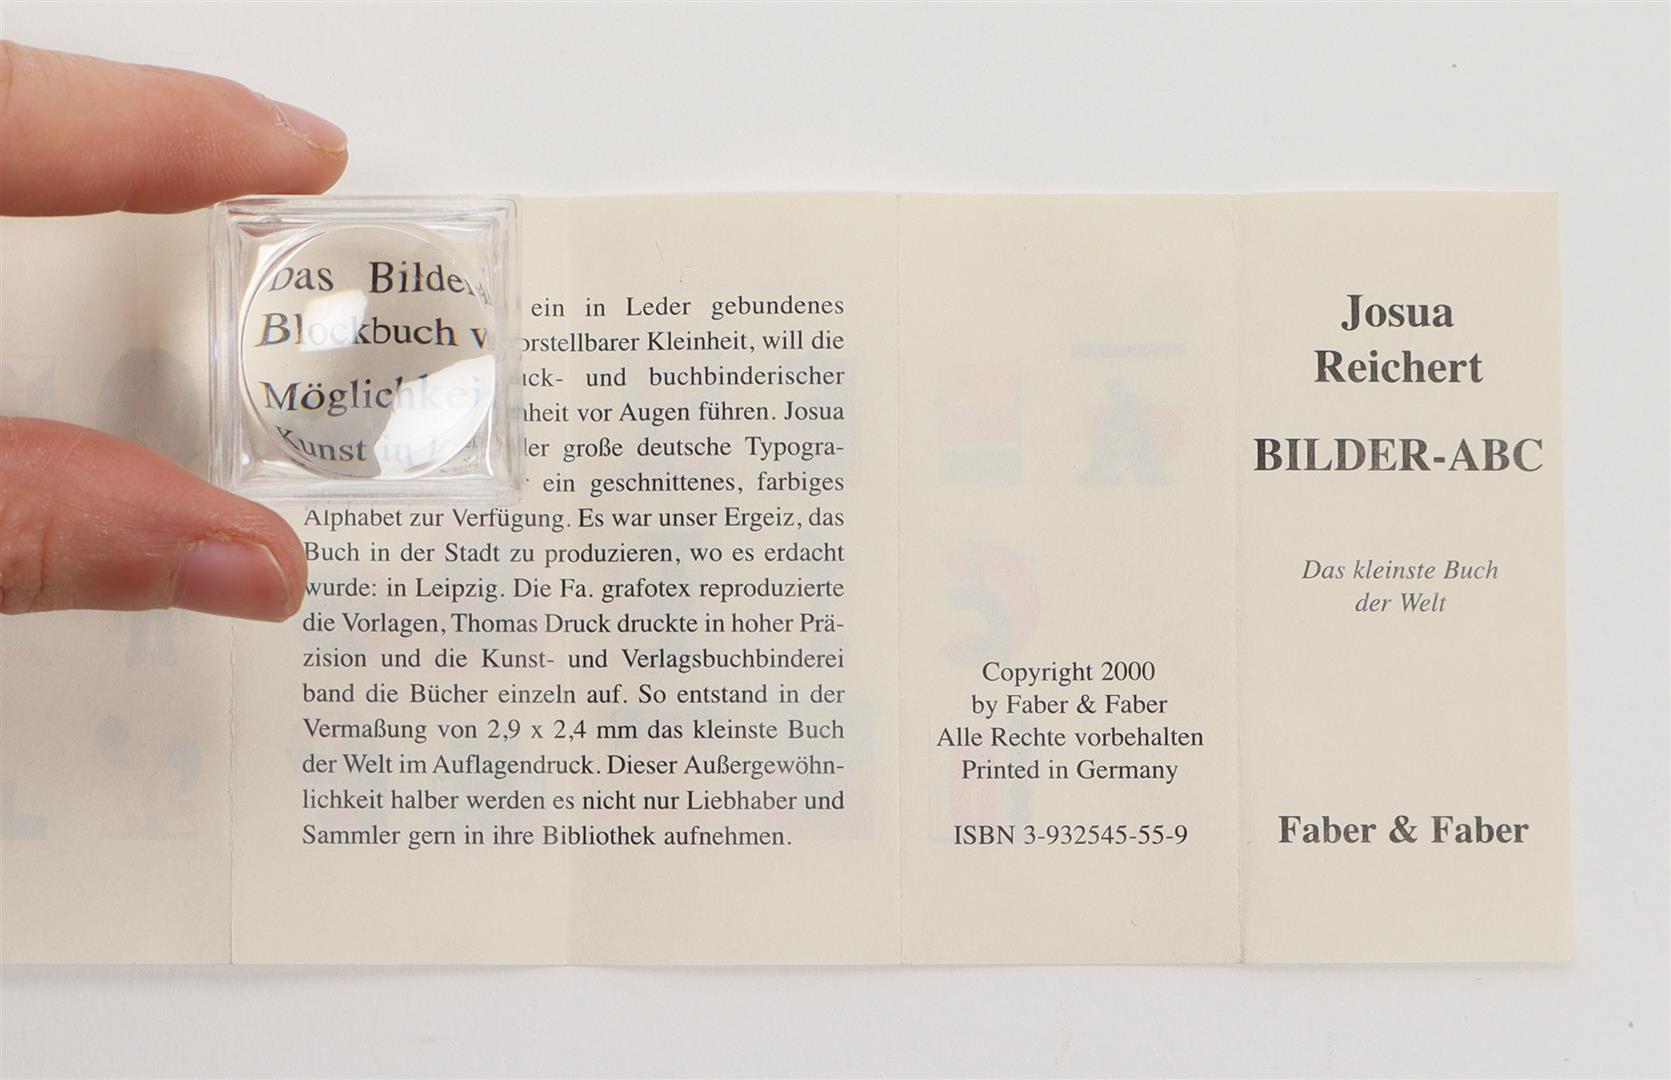 Das
Blockbuch
Kunst
ein in Leder gebundenes
Kleinheit, will die
und buchbinderischer
vor Augen führen. Josua
große deutsche Typogra-
ein geschnittenes, farbiges
Alphabet zur Verfügung. Es war unser Ergeiz, das
Buch in der Stadt zu produzieren, wo es erdacht
wurde: in Leipzig. Die Fa. grafotex reproduzierte
die Vorlagen, Thomas Druck druckte in hoher Prä-
zision und die Kunst- und Verlagsbuchbinderei
band die Bücher einzeln auf. So entstand in der
Vermaßung von 2,9 x 2,4 mm das kleinste Buch
der Welt im Auflagendruck. Dieser Außergewöhn-
lichkeit halber werden es nicht nur Liebhaber und
Sammler gern in ihre Bibliothek aufnehmen.
Copyright 2000
by Faber & Faber
Alle Rechte vorbehalten
Printed in Germany
ISBN 3-932545-55-9
Josua
Reichert
BILDER-ABC
Das kleinste Buch
der Welt
Faber & Faber